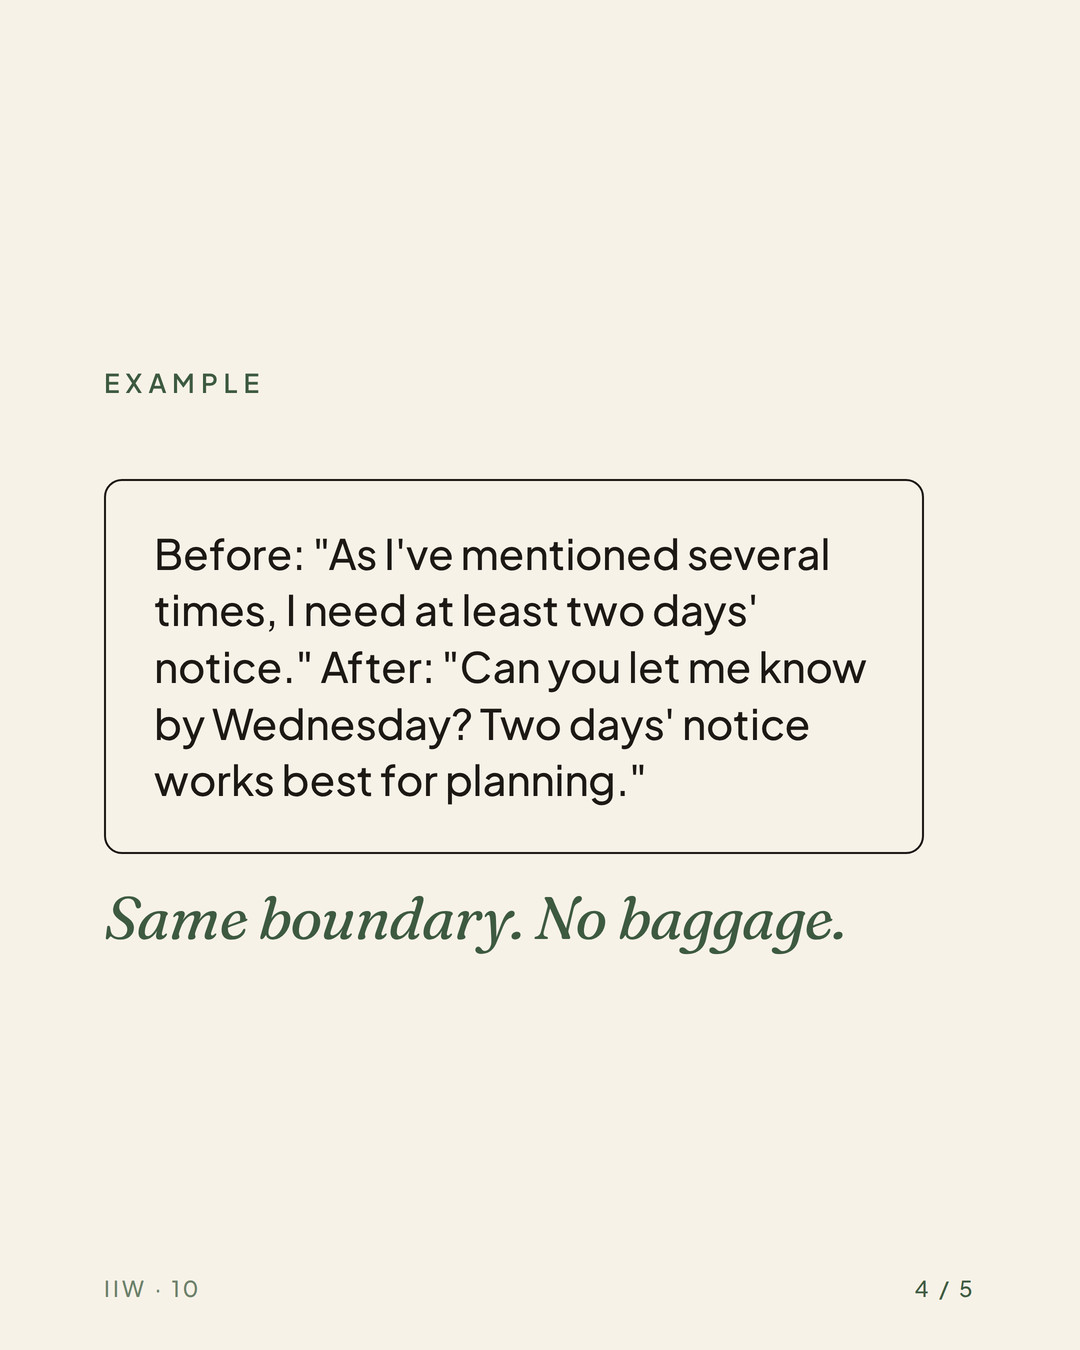 EXAMPLE
Before: "As I've mentioned several
times, I need at least two days'
notice." After: "Can you let me know
by Wednesday? Two days' notice
works best for planning."
Same boundary. No baggage.
IIW · 10
4 / 5